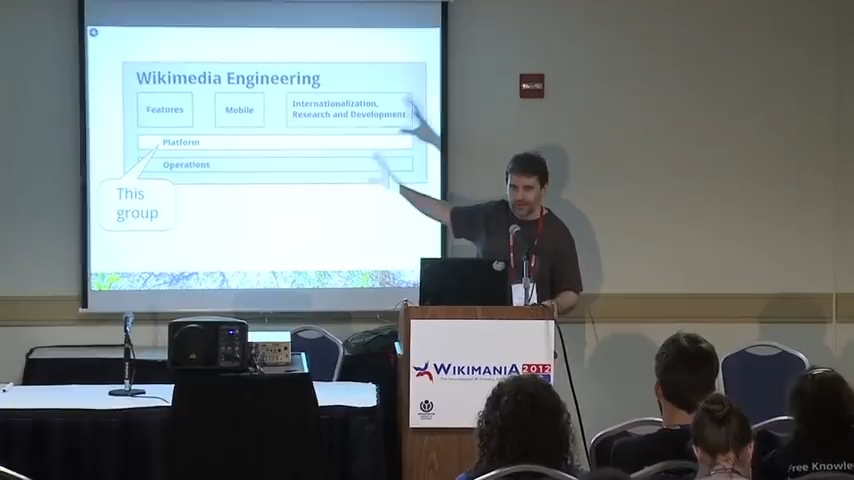 Wikimedia Engineering
Features
Mobile
Internationalization,
Research and Development
Platform
Operations
This
group
WIKIMANIA 2012
Free Knowle